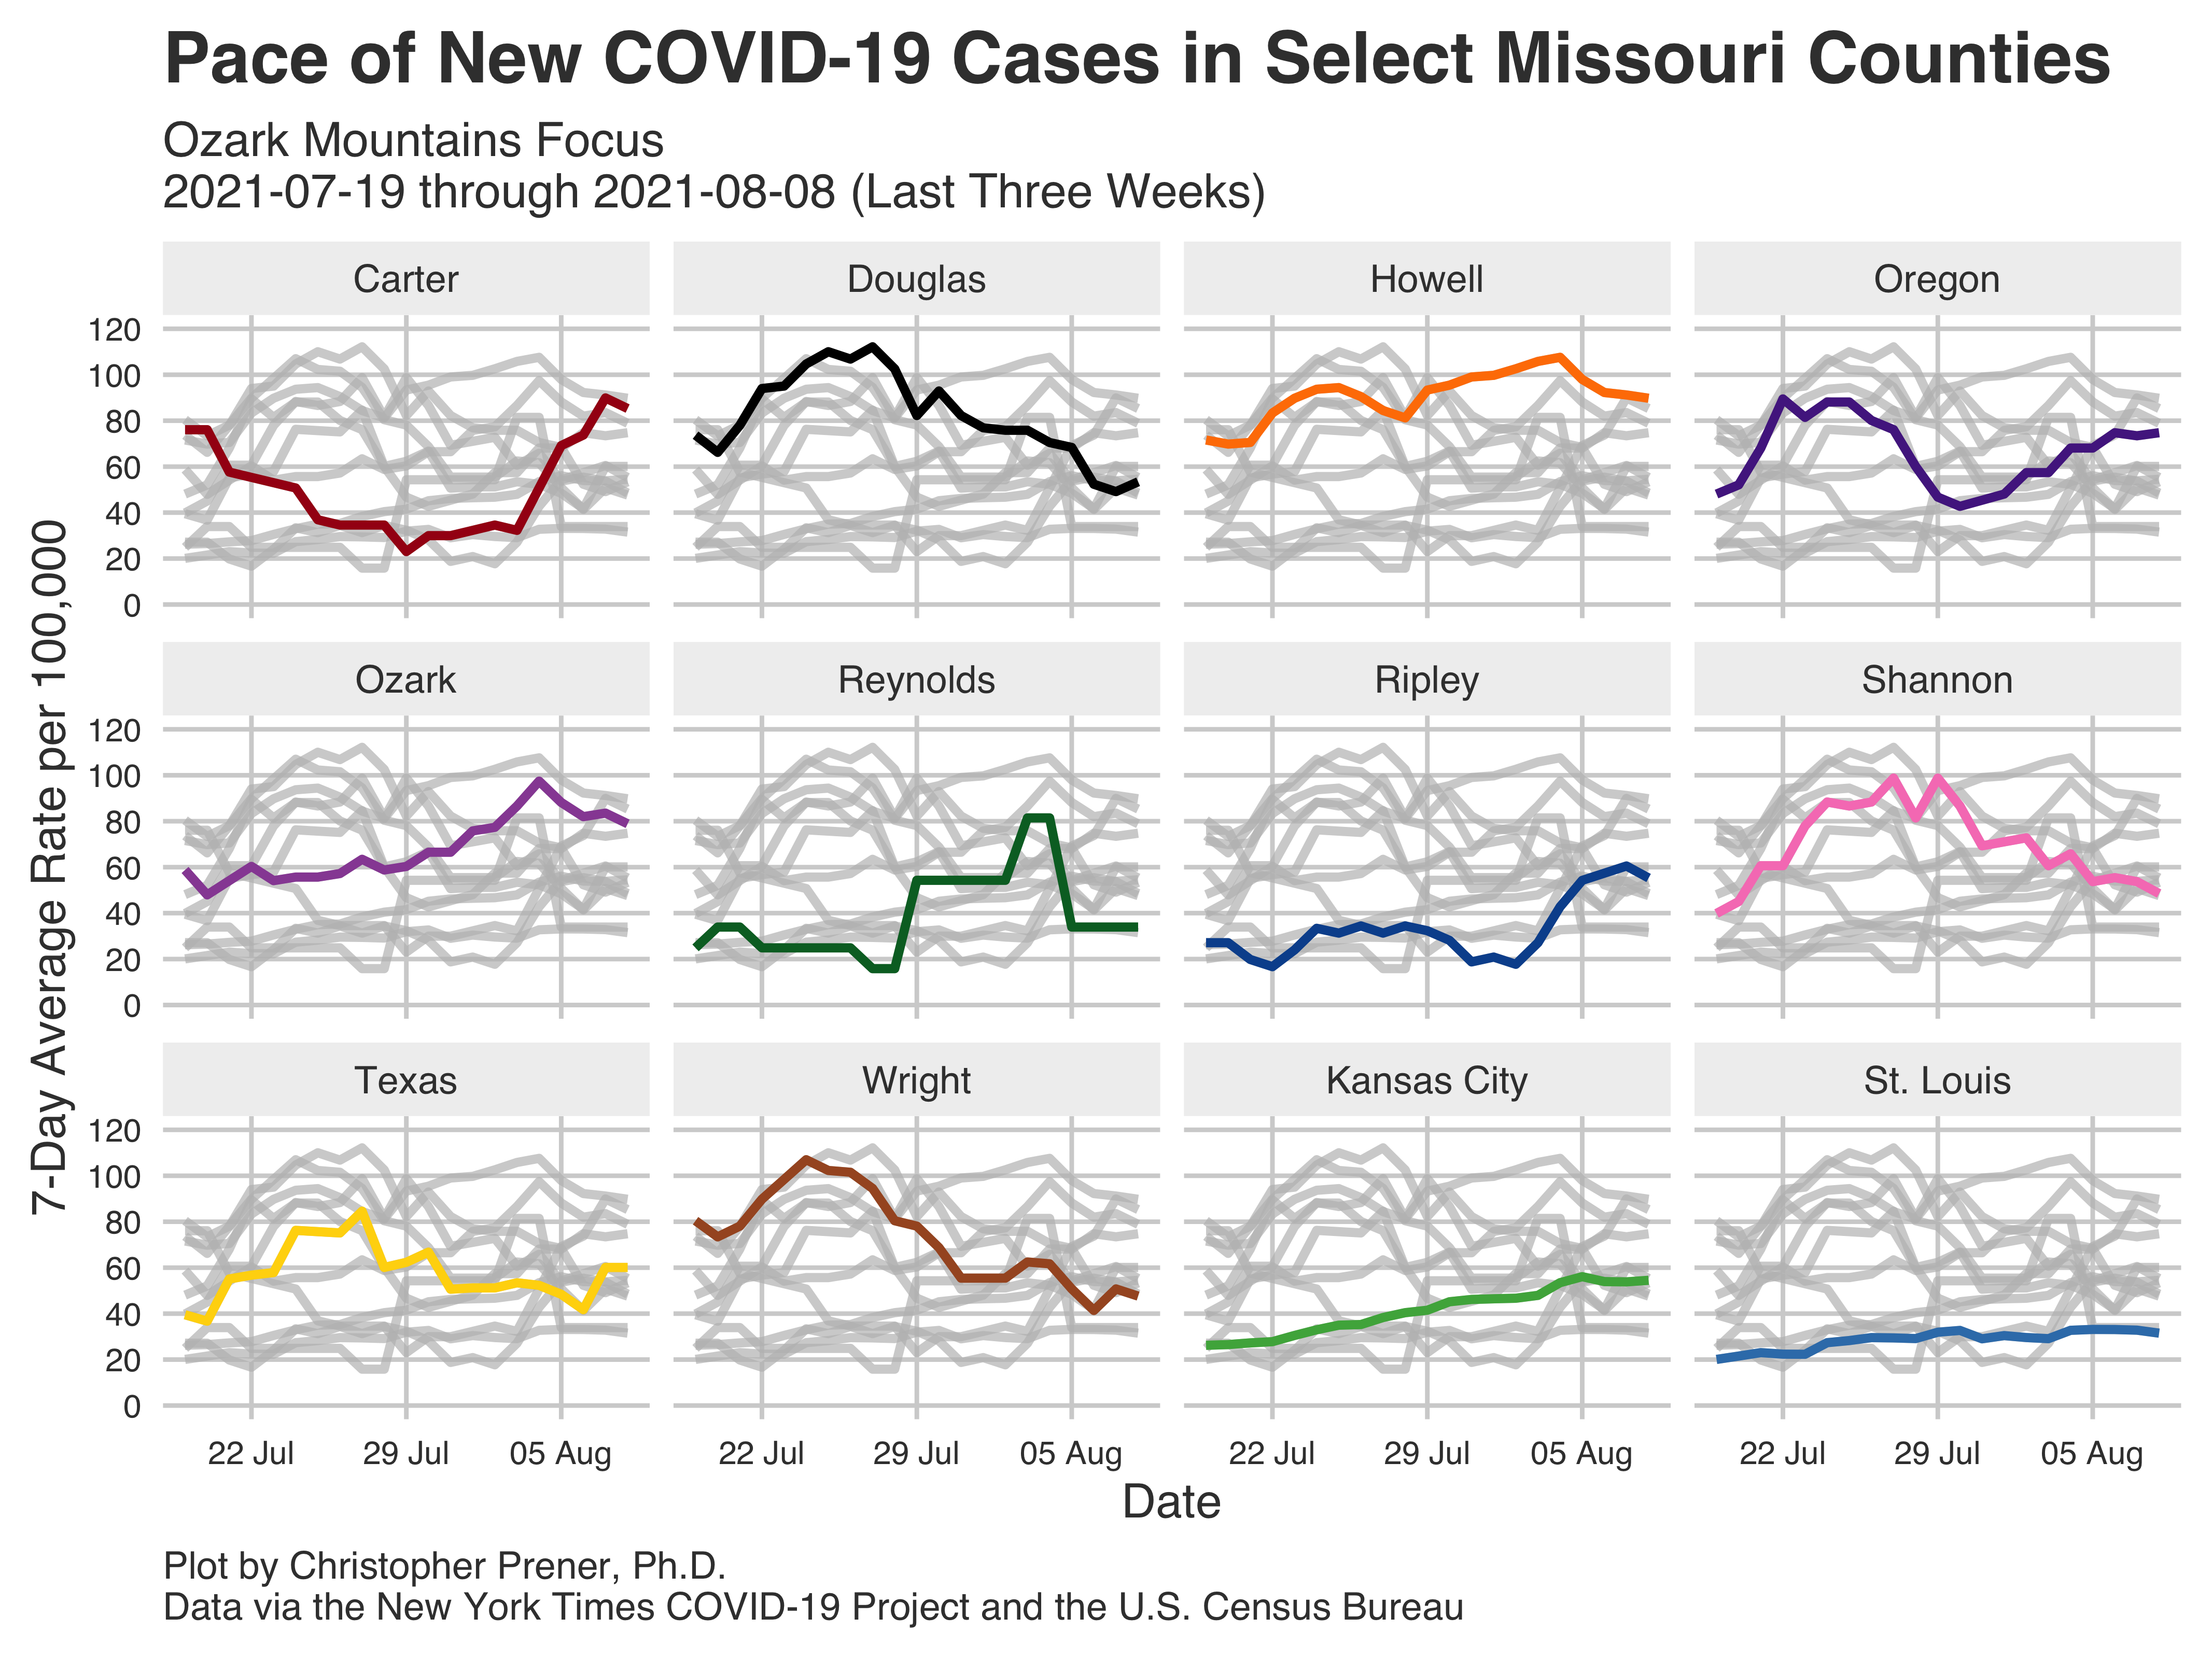 Pace of New COVID-19 Cases in Select Missouri Counties
Ozark Mountains Focus
2021-07-19 through 2021-08-08 (Last Three Weeks)
7-Day Average Rate per 100,000
Carter
Douglas
Howell
Oregon
120
100
80
60
40
20
0
Ozark
Reynolds
Ripley
Shannon
120
100
80
60
40
20
0
Texas
Wright
Kansas City
St. Louis
120
100
80
60
40
20
0
22 Jul
29 Jul
05 Aug
22 Jul
29 Jul
05 Aug
22 Jul
29 Jul
05 Aug
22 Jul
29 Jul
05 Aug
Date
Plot by Christopher Prener, Ph.D.
Data via the New York Times COVID-19 Project and the U.S. Census Bureau